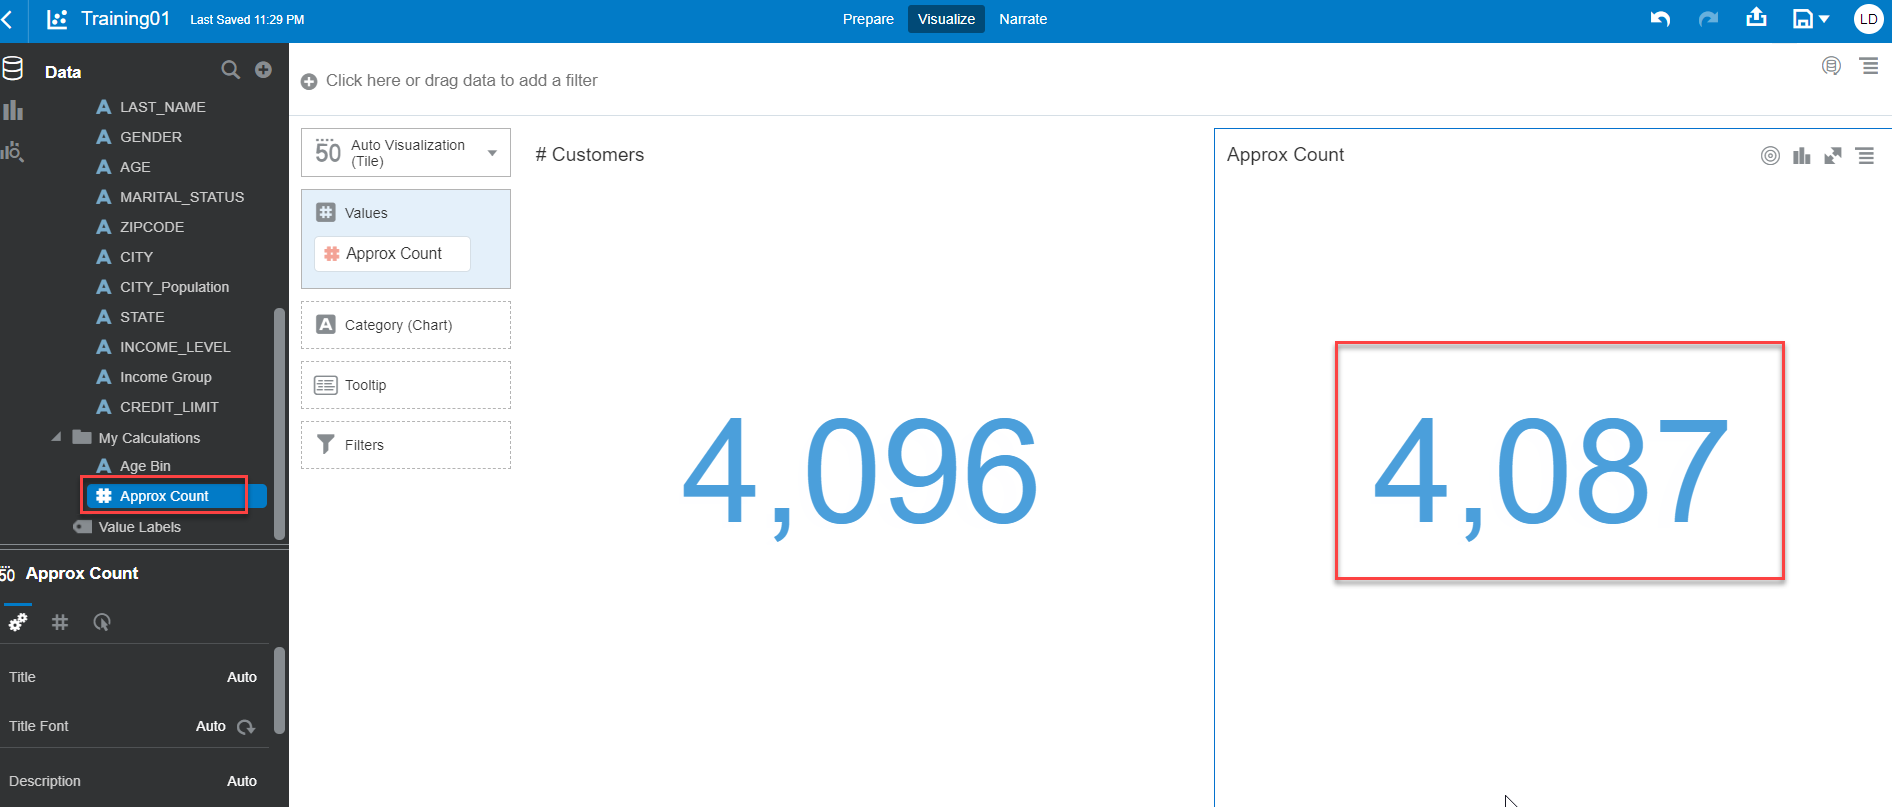 Training01
Last Saved 11:29 PM
Prepare
Visualize
Narrate
LD
Data
LAST_NAME
GENDER
AGE
MARITAL_STATUS
ZIPCODE
CITY
CITY_Population
STATE
INCOME_LEVEL
Income Group
CREDIT_LIMIT
My Calculations
Age Bin
Approx Count
Value Labels
50 Approx Count
Title Auto
Title Font Auto
Description Auto
Click here or drag data to add a filter
50 Auto Visualization
(Tile)
Values
Approx Count
Category (Chart)
Tooltip
Filters
# Customers
4,096
Approx Count
4,087